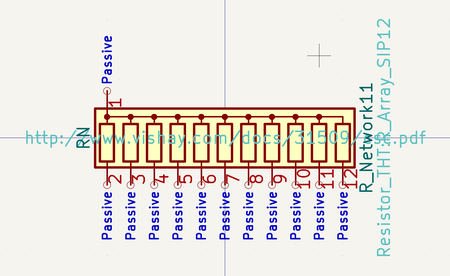 Passive
1
RN
http://www.vishay.com/docs/31509/
.pdf
2
3
4
5
6
7
8
9
10
11
12
Passive
Passive
Passive
Passive
Passive
Passive
Passive
Passive
Passive
Passive
Passive
R_Network11
Resistor_THT:R_Array_SIP12